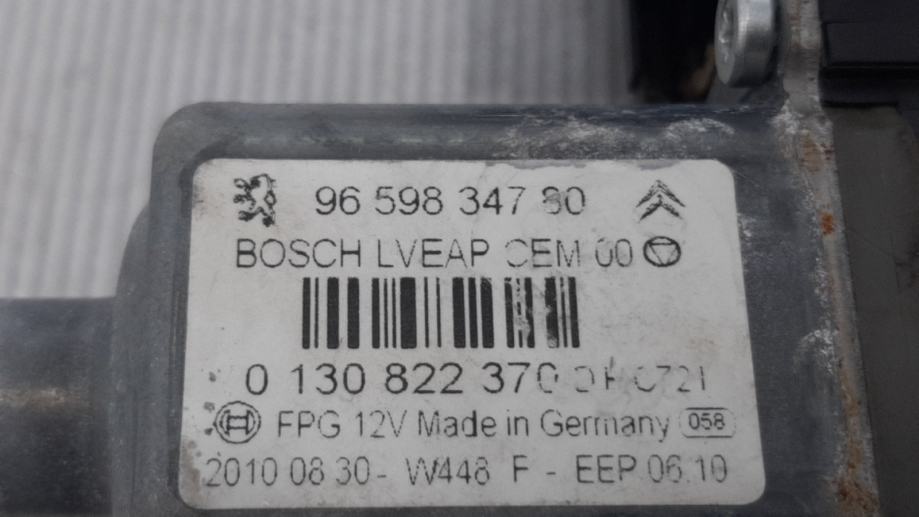 96 598 347 80
BOSCH LVEAP CEM 00
0 130 822 370
FPG 12V Made in Germany 058
2010 08 30 - W448 F - EEP 06.10